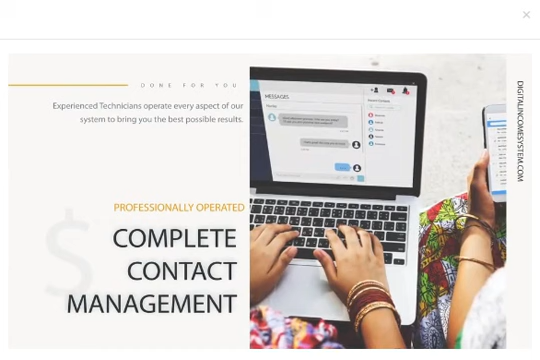 DONE FOR YOU
Experienced Technicians operate every aspect of our
system to bring you the best possible results.
PROFESSIONALLY OPERATED
$
COMPLETE
CONTACT
MANAGEMENT
MESSAGES
DIGITALINCOMESYSTEM.COM